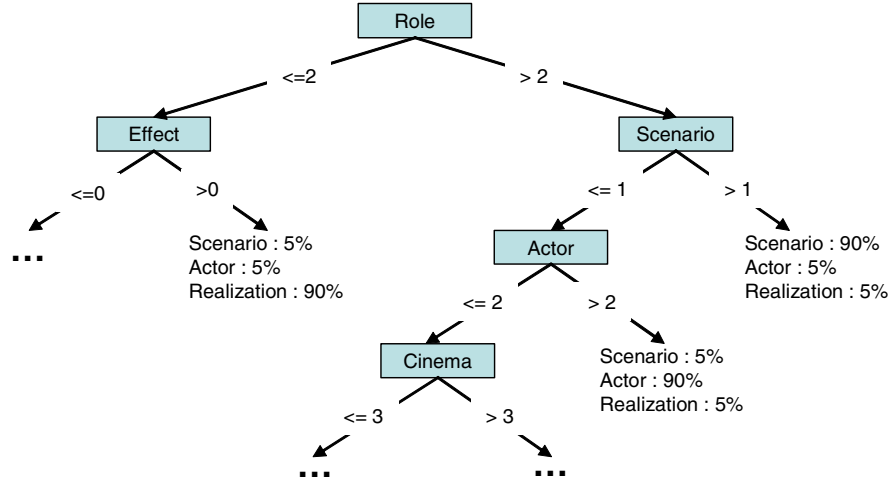 Role
<=2
> 2
Effect
Scenario
<=0
>0
<= 1
> 1
...
Scenario : 5%
Actor : 5%
Realization : 90%
Actor
Scenario : 90%
Actor : 5%
Realization : 5%
<= 2
> 2
Cinema
Scenario : 5%
Actor : 90%
Realization : 5%
<= 3
> 3
...
...